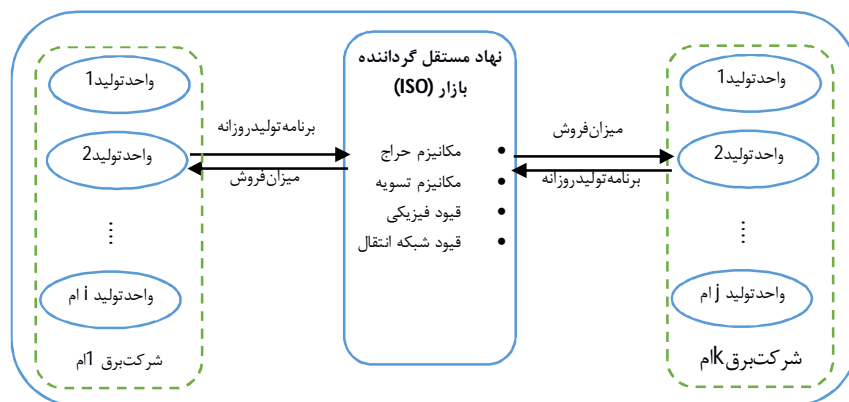 واحدتولید1
واحدتولید2
....
واحدتولید i ام
شرکت‌برق 1ام
برنامه‌تولیدروزانه
میزان‌فروش
نهاد مستقل گرداننده
بازار (ISO)
• مکانیزم حراج
• مکانیزم تسویه
• قیود فیزیکی
• قیود شبکه انتقال
میزان‌فروش
برنامه‌تولیدروزانه
واحدتولید1
واحدتولید2
....
واحدتولید j ام
شرکت‌برق kام